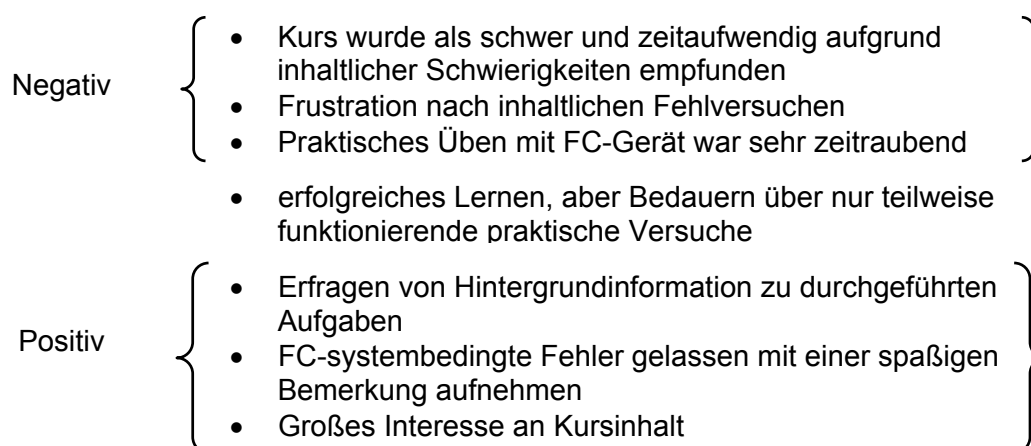 Negativ
• Kurs wurde als schwer und zeitaufwendig aufgrund
inhaltlicher Schwierigkeiten empfunden
• Frustration nach inhaltlichen Fehlversuchen
• Praktisches Üben mit FC-Gerät war sehr zeitraubend
• erfolgreiches Lernen, aber Bedauern über nur teilweise
funktionierende praktische Versuche
Positiv
• Erfragen von Hintergrundinformation zu durchgeführten
Aufgaben
• FC-systembedingte Fehler gelassen mit einer spaßigen
Bemerkung aufnehmen
• Großes Interesse an Kursinhalt